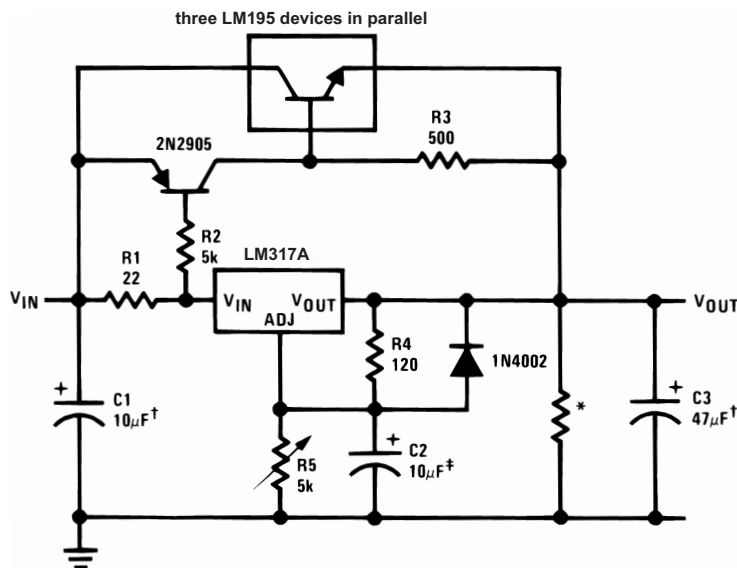 three LM195 devices in parallel
2N2905
R3
500
R1
22
R2
5k
LM317A
VIN
VIN
VOUT
ADJ
VOUT
R4
120
1N4002
+
C1
10μF†
R5
5k
+
C2
10μF‡
*
+
C3
47μF†